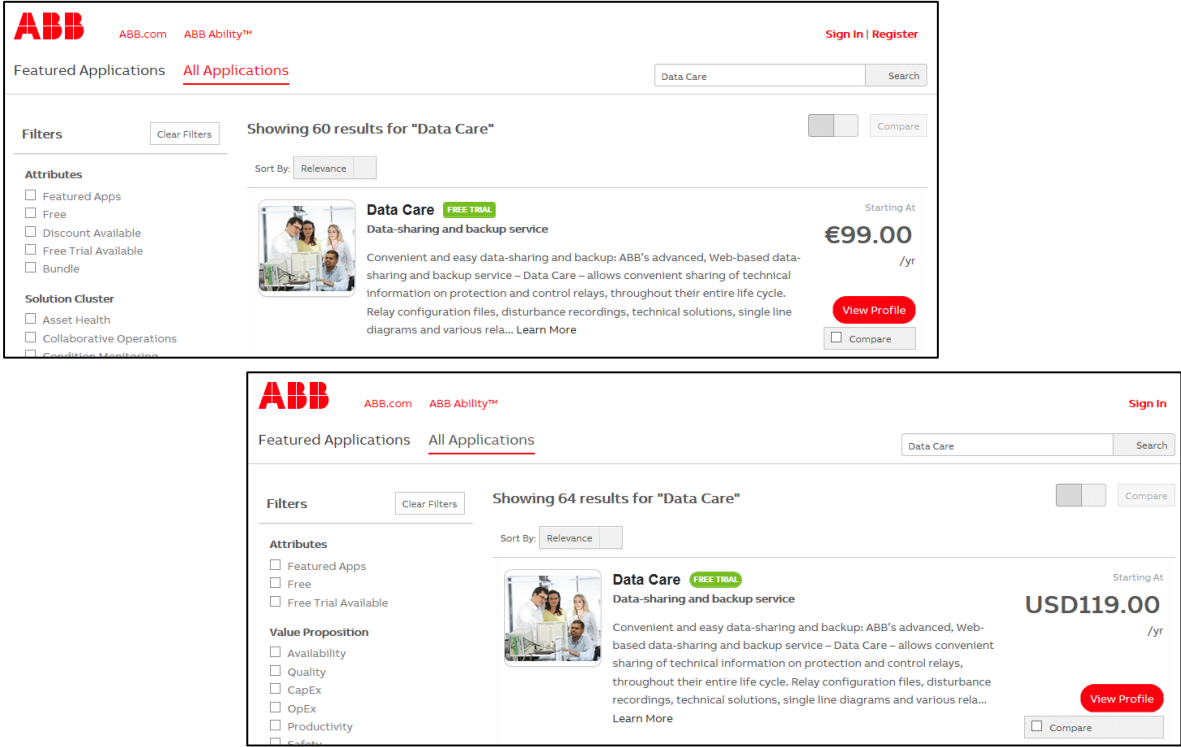 ABB
ABB.com ABB Ability™
Sign In | Register
Featured Applications All Applications
Data Care Search
Filters Clear Filters
Showing 60 results for "Data Care"
Compare
Sort By: Relevance
Attributes
Featured Apps
Free
Discount Available
Free Trial Available
Bundle
Solution Cluster
Asset Health
Collaborative Operations
Condition Monitoring
Data Care FREE TRIAL
Data-sharing and backup service
Convenient and easy data-sharing and backup: ABB's advanced, Web-based data-
sharing and backup service – Data Care – allows convenient sharing of technical
information on protection and control relays, throughout their entire life cycle.
Relay configuration files, disturbance recordings, technical solutions, single line
diagrams and various rela... Learn More
Starting At
€99.00
/yr
View Profile
Compare
ABB
ABB.com ABB Ability™
Sign In
Featured Applications All Applications
Data Care Search
Filters Clear Filters
Showing 64 results for "Data Care"
Compare
Sort By: Relevance
Attributes
Featured Apps
Free
Free Trial Available
Value Proposition
Availability
Quality
CapEx
OpEx
Productivity
Safety
Data Care FREE TRIAL
Data-sharing and backup service
Convenient and easy data-sharing and backup: ABB's advanced, Web-
based data-sharing and backup service – Data Care – allows convenient
sharing of technical information on protection and control relays,
throughout their entire life cycle. Relay configuration files, disturbance
recordings, technical solutions, single line diagrams and various rela...
Learn More
Starting At
USD119.00
/yr
View Profile
Compare